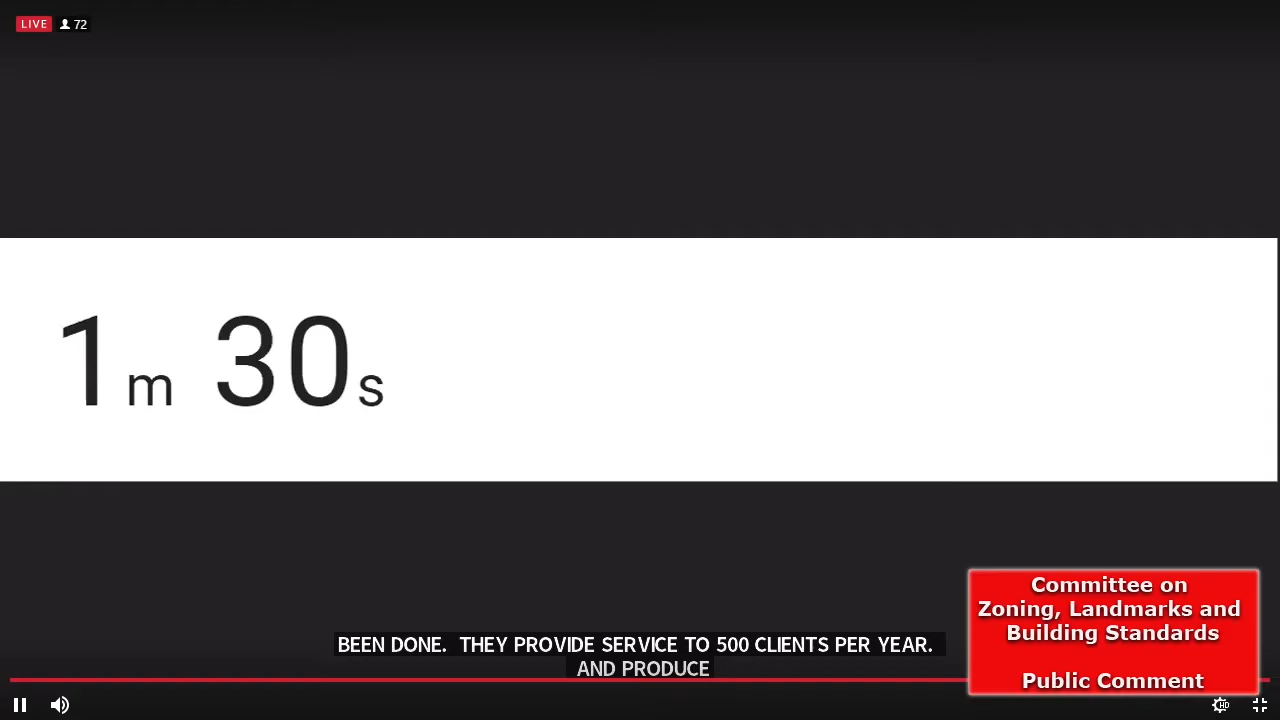 LIVE 72
1m 30s
Committee on
Zoning, Landmarks and
Building Standards
Public Comment
BEEN DONE. THEY PROVIDE SERVICE TO 500 CLIENTS PER YEAR.
AND PRODUCE
HD